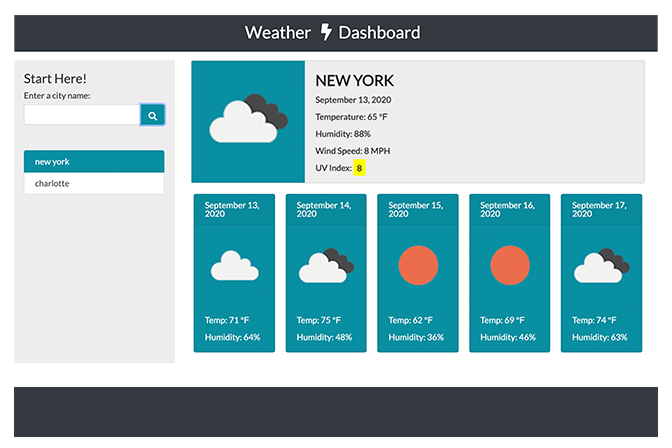 Weather Dashboard
Start Here!
Enter a city name:
new york
charlotte
NEW YORK
September 13, 2020
Temperature: 65 °F
Humidity: 88%
Wind Speed: 8 MPH
UV Index: 8
September 13,
2020
Temp: 71 °F
Humidity: 64%
September 14,
2020
Temp: 75 °F
Humidity: 48%
September 15,
2020
Temp: 62 °F
Humidity: 36%
September 16,
2020
Temp: 69 °F
Humidity: 46%
September 17,
2020
Temp: 74 °F
Humidity: 63%